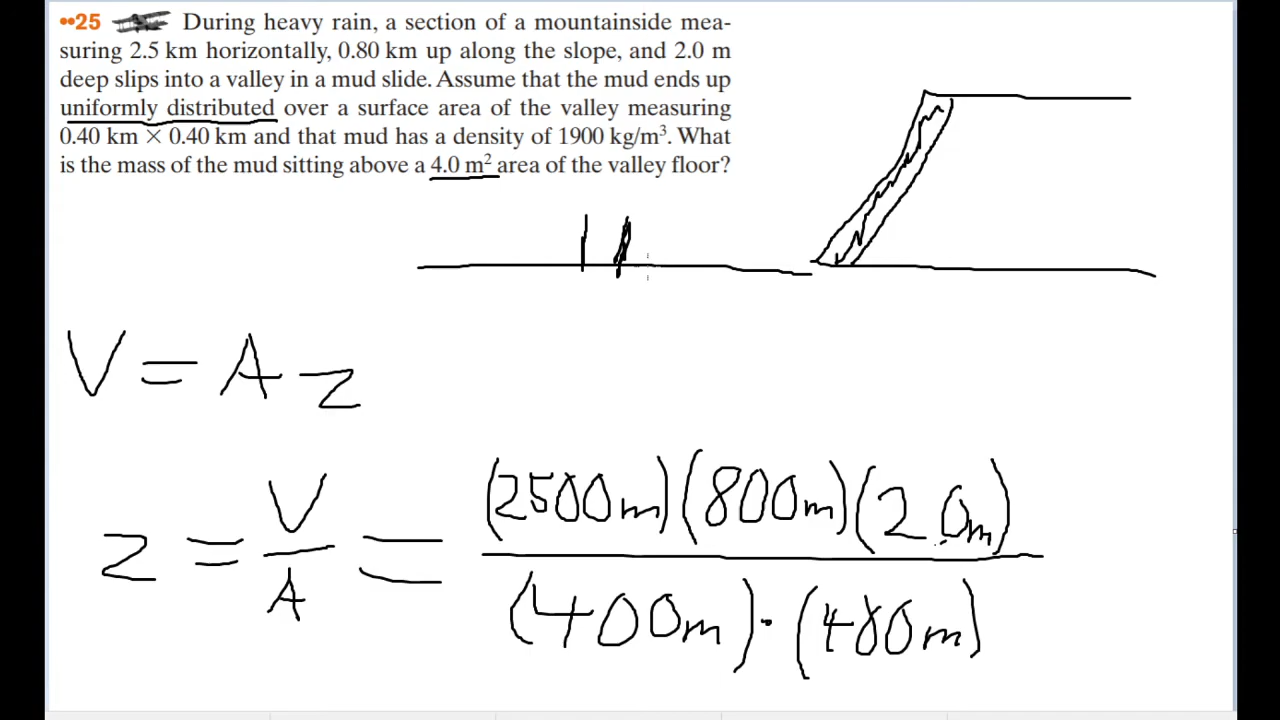 ••25 During heavy rain, a section of a mountainside mea-
suring 2.5 km horizontally, 0.80 km up along the slope, and 2.0 m
deep slips into a valley in a mud slide. Assume that the mud ends up
uniformly distributed over a surface area of the valley measuring
0.40 km × 0.40 km and that mud has a density of 1900 kg/m³. What
is the mass of the mud sitting above a 4.0 m² area of the valley floor?
V = A z
z = V/A = (2500m)(800m)(2.0m)
(400m)·(400m)